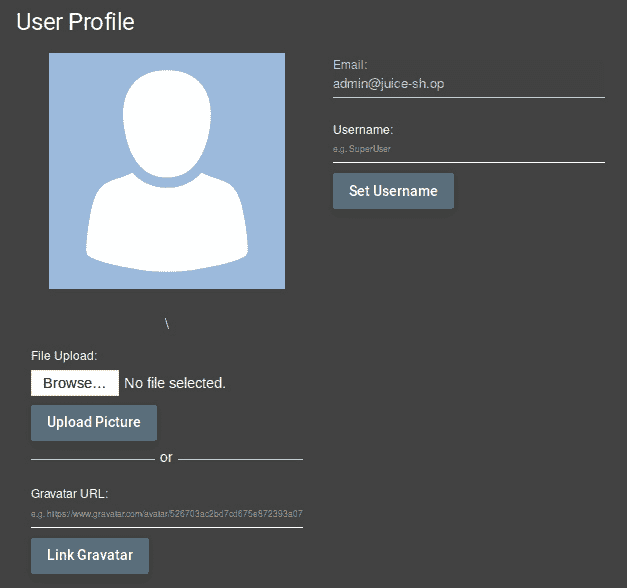 User Profile
Email:
admin@juice-sh.op
Username:
e.g. SuperUser
Set Username
\
File Upload:
Browse... No file selected.
Upload Picture
or
Gravatar URL:
e.g. https://www.gravatar.com/avatar/526703ac2bd7cd675e872393a07
Link Gravatar